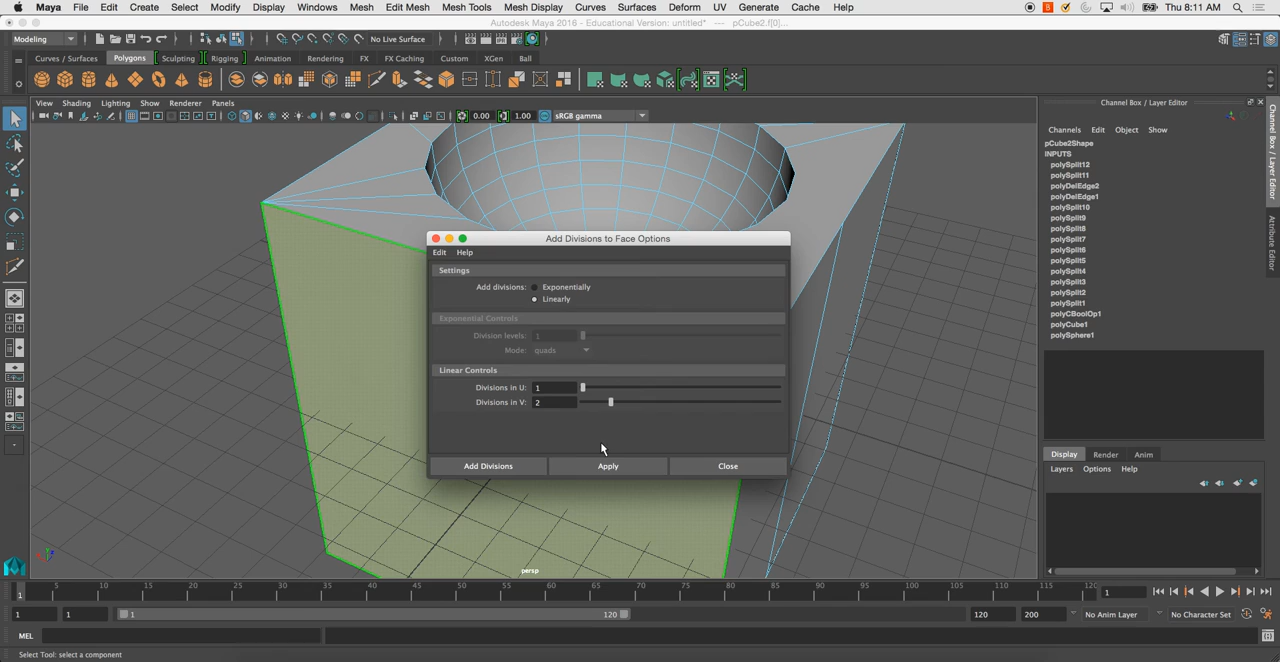 Maya File Edit Create Select Modify Display Windows Mesh Edit Mesh Mesh Tools Mesh Display Curves Surfaces Deform UV Generate Cache Help Thu 8:11 AM
Autodesk Maya 2016 - Educational Version: untitled* --- pCube2.f[0]...
Modeling No Live Surface
Curves / Surfaces Polygons Sculpting Rigging Animation Rendering FX FX Caching Custom XGen Ball
View Shading Lighting Show Renderer Panels
0.00 1.00 sRGB gamma
Channel Box / Layer Editor
Channels Edit Object Show
pCube2Shape
INPUTS
polySplit12
polySplit11
polyDelEdge2
polyDelEdge1
polySplit10
polySplit9
polySplit8
polySplit7
polySplit6
polySplit5
polySplit4
polySplit3
polySplit2
polySplit1
polyCBoolOp1
polyCube1
polySphere1
Channel Box / Layer Editor
Attribute Editor
Add Divisions to Face Options
Edit Help
Settings
Add divisions: Exponentially
Linearly
Exponential Controls
Division levels: 1
Mode: quads
Linear Controls
Divisions in U: 1
Divisions in V: 2
Add Divisions Apply Close
Display Render Anim
Layers Options Help
persp
1 5 10 15 20 25 30 35 40 45 50 55 60 65 70 75 80 85 90 95 100 105 110 115 120 1
1 1 1 120 120 200 No Anim Layer No Character Set
MEL
Select Tool: select a component